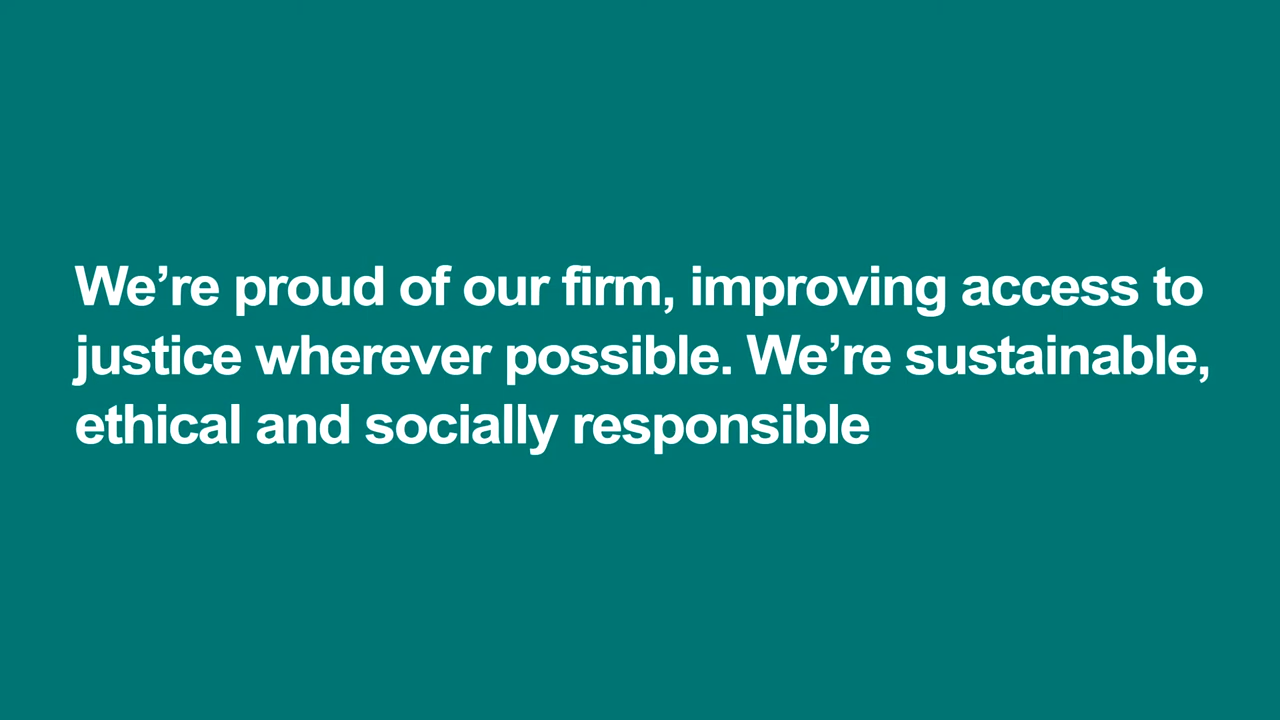 We’re proud of our firm, improving access to
justice wherever possible. We’re sustainable,
ethical and socially responsible